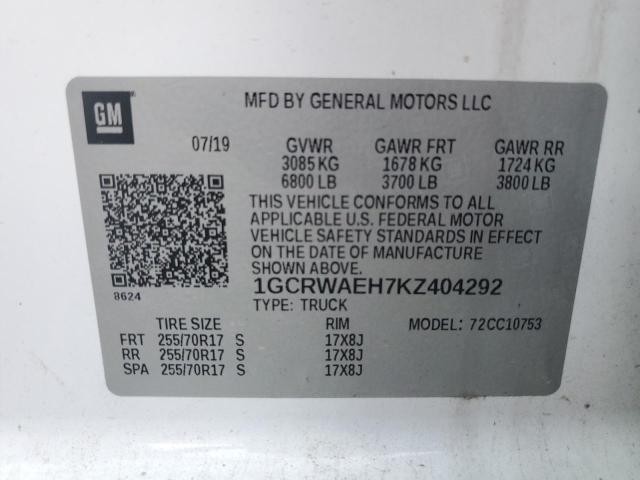 GM
MFD BY GENERAL MOTORS LLC
07/19 GVWR GAWR FRT GAWR RR
3085 KG 1678 KG 1724 KG
6800 LB 3700 LB 3800 LB
THIS VEHICLE CONFORMS TO ALL
APPLICABLE U.S. FEDERAL MOTOR
VEHICLE SAFETY STANDARDS IN EFFECT
ON THE DATE OF MANUFACTURE
SHOWN ABOVE.
1GCRWAEH7KZ404292
8624
TYPE: TRUCK
TIRE SIZE RIM MODEL: 72CC10753
FRT 255/70R17 S 17X8J
RR 255/70R17 S 17X8J
SPA 255/70R17 S 17X8J